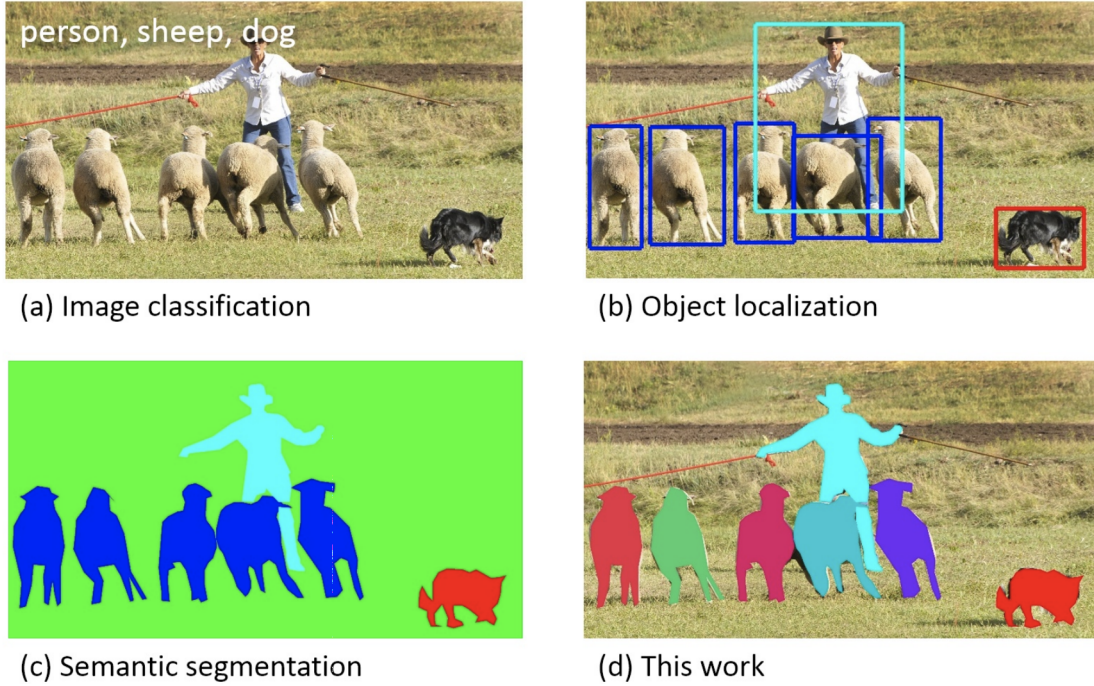 person, sheep, dog
(a) Image classification
(b) Object localization
(c) Semantic segmentation
(d) This work